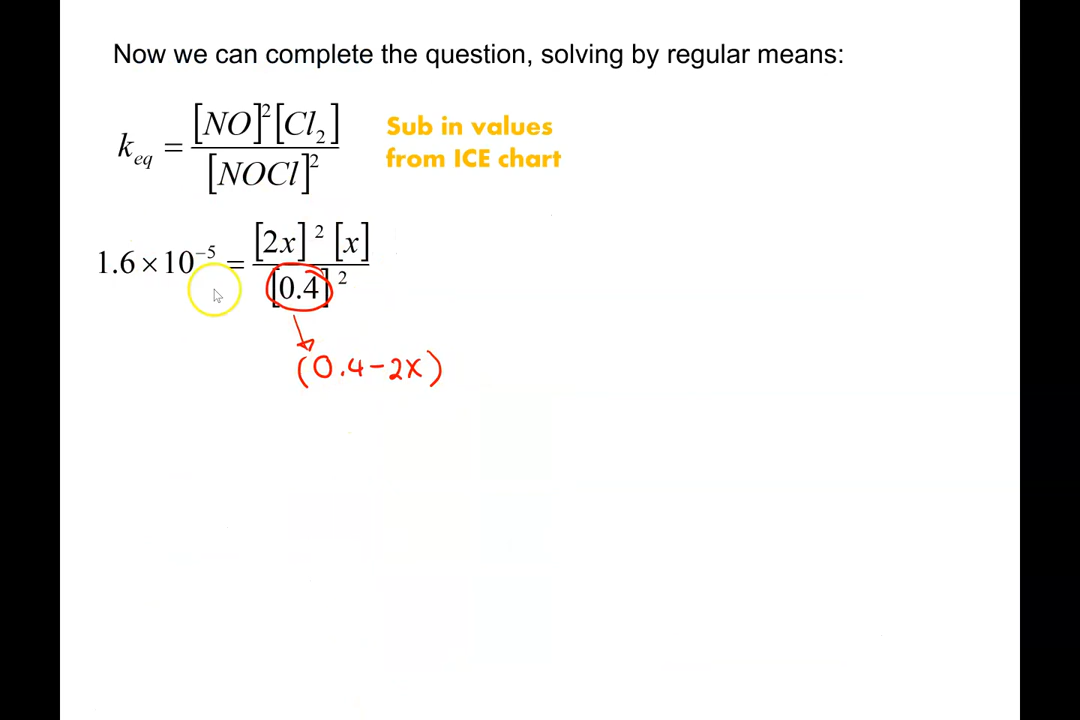 Now we can complete the question, solving by regular means:
k_eq = [NO]^2[Cl_2] / [NOCl]^2
Sub in values
from ICE chart
1.6 × 10^−5 = [2x]^2 [x] / [0.4]^2
(0.4 − 2x)